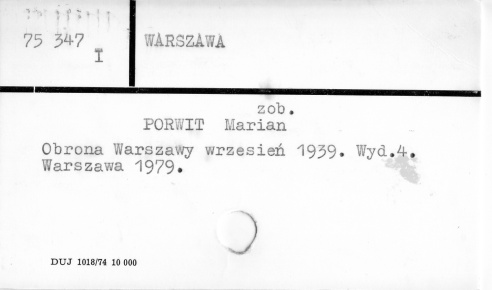 75 347
I
WARSZAWA
zob.
PORWIT Marian
Obrona Warszawy wrzesień 1939. Wyd.4.
Warszawa 1979.
DUJ 1018/74 10 000